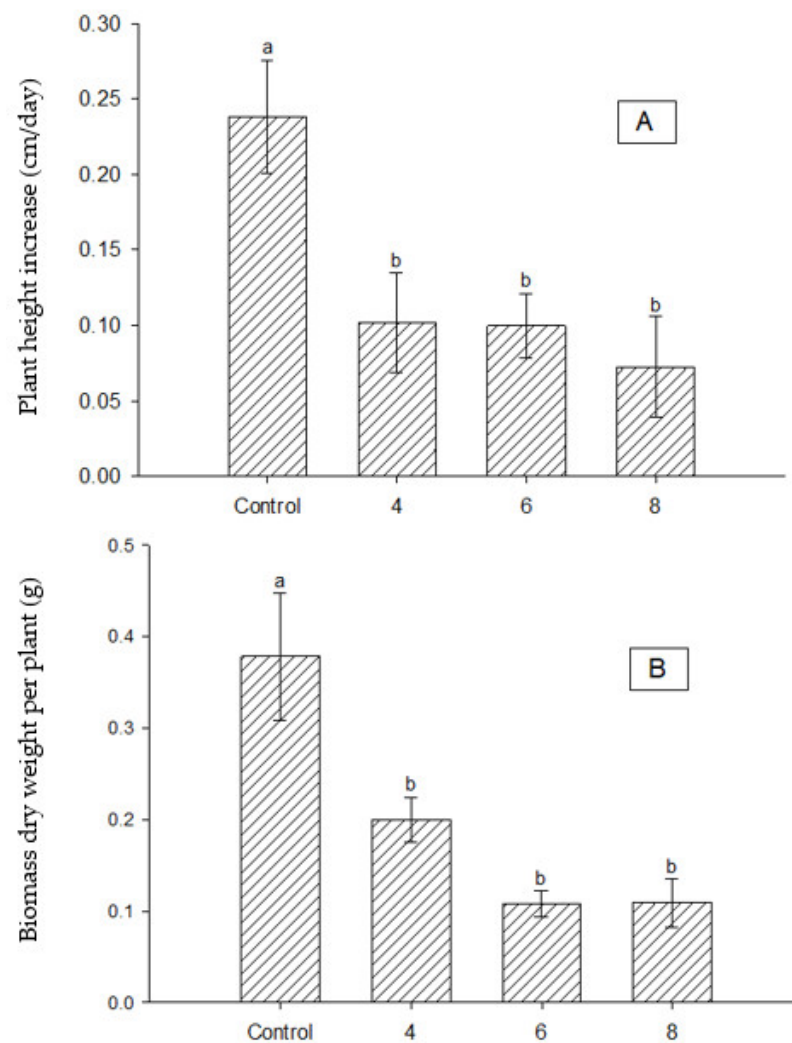 Plant height increase (cm/day)
0.30
0.25
0.20
0.15
0.10
0.05
0.00
a
b
b
b
A
Control 4 6 8
Biomass dry weight per plant (g)
0.5
0.4
0.3
0.2
0.1
0.0
a
b
b
b
B
Control 4 6 8